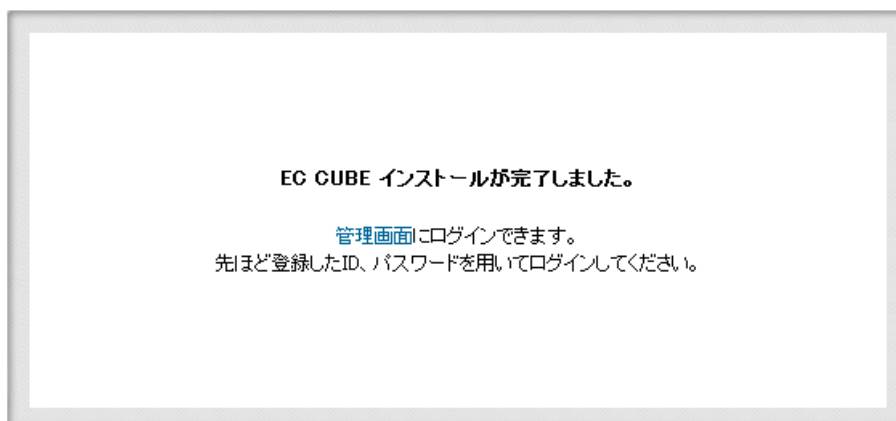 EC CUBE インストールが完了しました。
管理画面にログインできます。
先ほど登録したID、パスワードを用いてログインしてください。